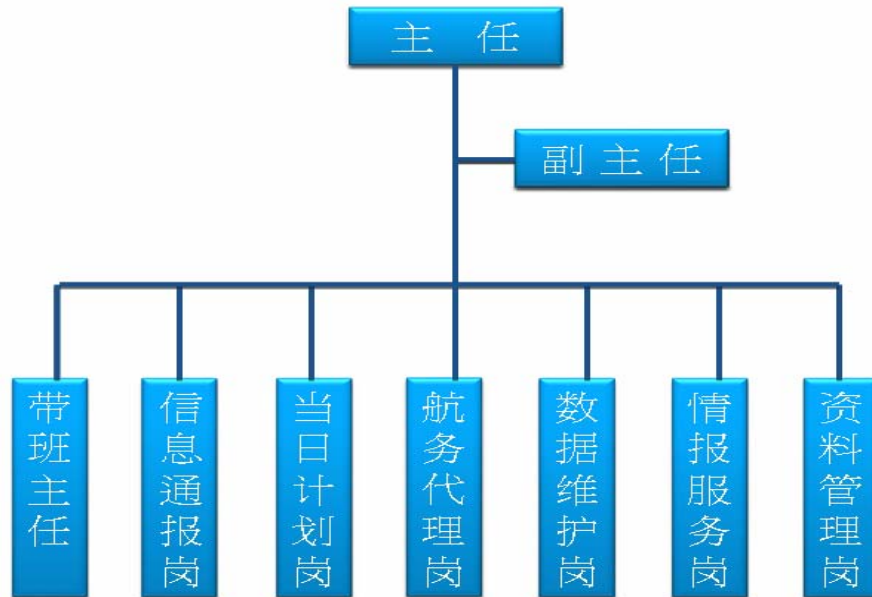 主 任
副 主 任
带班主任
信息通报岗
当日计划岗
航务代理岗
数据维护岗
情报服务岗
资料管理岗